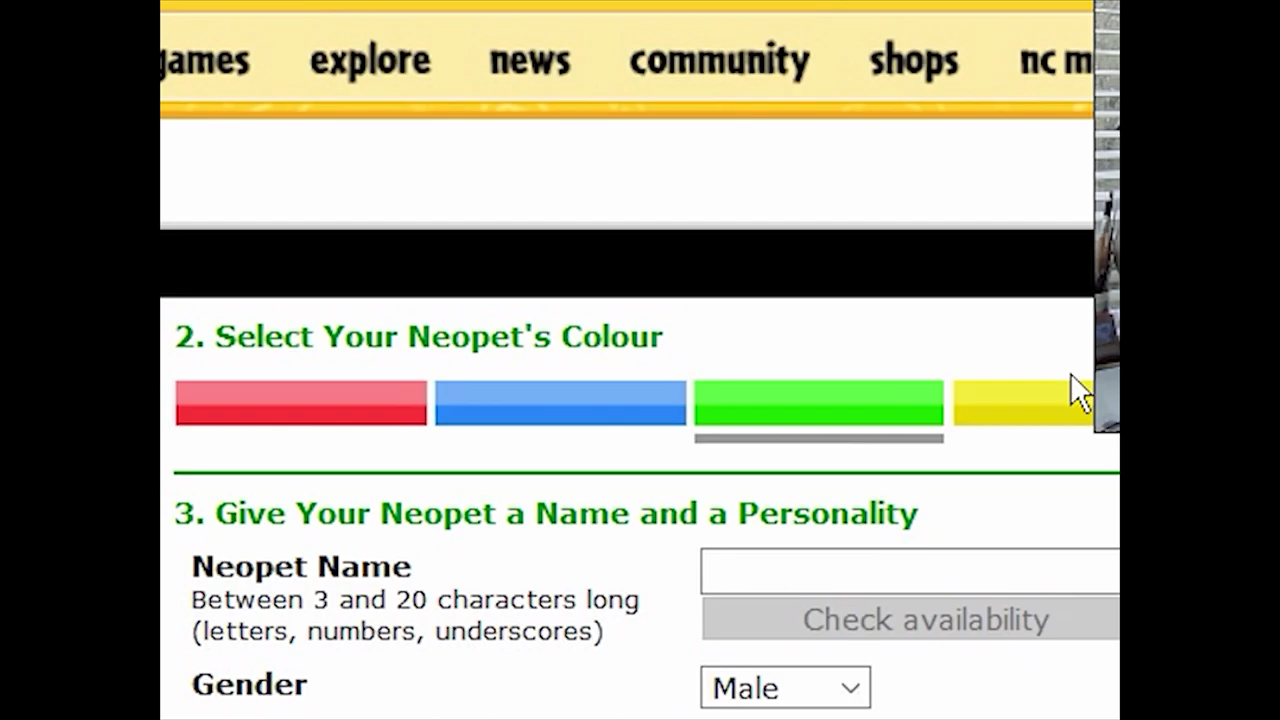 games explore news community shops nc m
2. Select Your Neopet's Colour
3. Give Your Neopet a Name and a Personality
Neopet Name
Between 3 and 20 characters long
(letters, numbers, underscores)
Check availability
Gender
Male